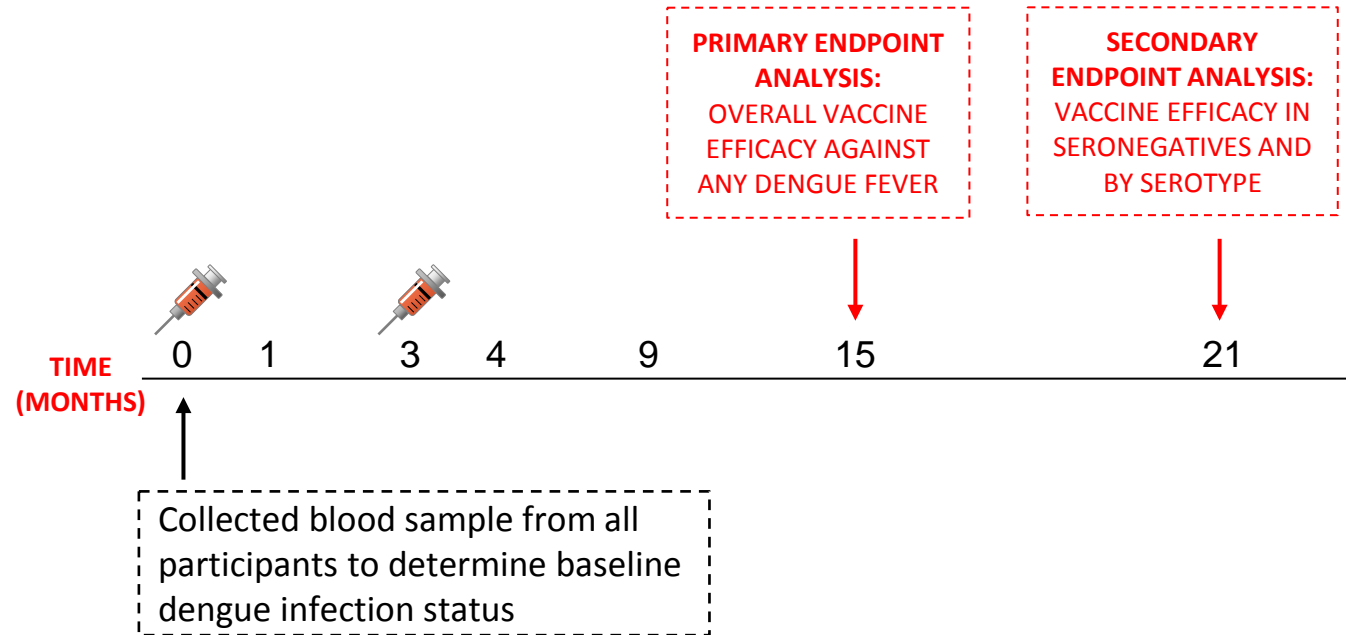 PRIMARY ENDPOINT
ANALYSIS:
OVERALL VACCINE
EFFICACY AGAINST
ANY DENGUE FEVER
SECONDARY
ENDPOINT ANALYSIS:
VACCINE EFFICACY IN
SERONEGATIVES AND
BY SEROTYPE
TIME
(MONTHS)
0 1 3 4 9 15 21
Collected blood sample from all
participants to determine baseline
dengue infection status